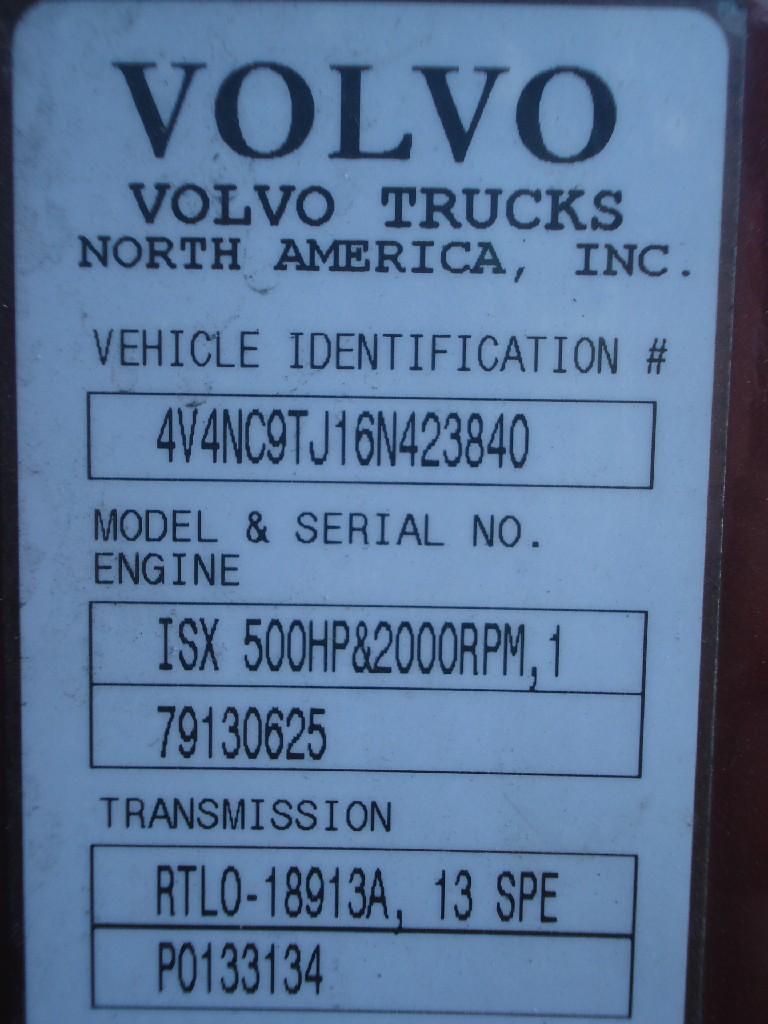 VOLVO
VOLVO TRUCKS
NORTH AMERICA, INC.
VEHICLE IDENTIFICATION #
4V4NC9TJ16N423840
MODEL & SERIAL NO.
ENGINE
ISX 500HP&2000RPM,1
79130625
TRANSMISSION
RTLO-18913A, 13 SPE
P0133134